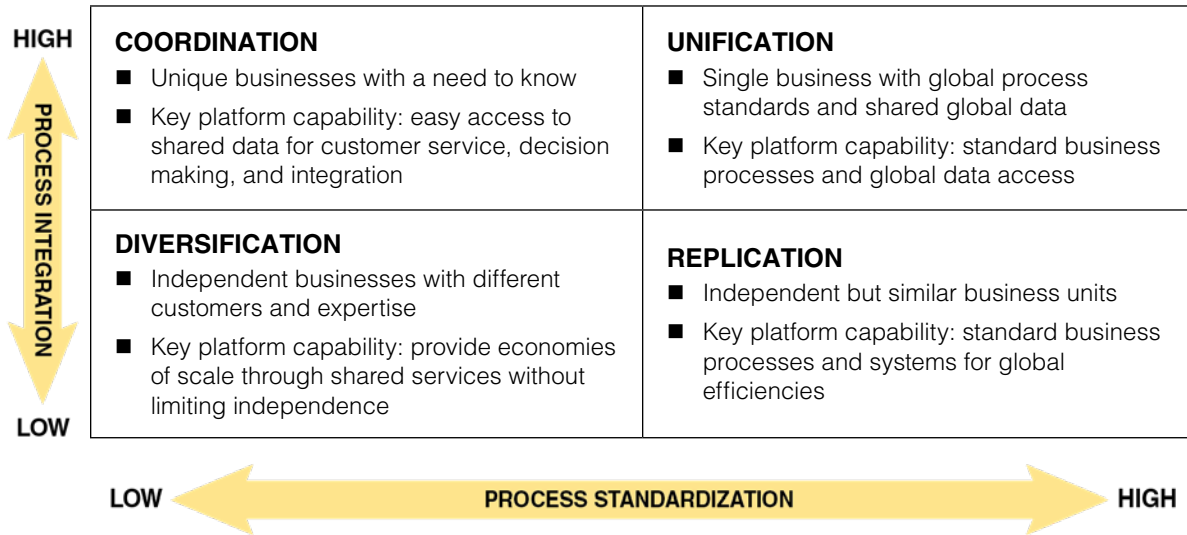 HIGH
PROCESS INTEGRATION
LOW
COORDINATION
■ Unique businesses with a need to know
■ Key platform capability: easy access to
shared data for customer service, decision
making, and integration
UNIFICATION
■ Single business with global process
standards and shared global data
■ Key platform capability: standard business
processes and global data access
DIVERSIFICATION
■ Independent businesses with different
customers and expertise
■ Key platform capability: provide economies
of scale through shared services without
limiting independence
REPLICATION
■ Independent but similar business units
■ Key platform capability: standard business
processes and systems for global
efficiencies
LOW
PROCESS STANDARDIZATION
HIGH